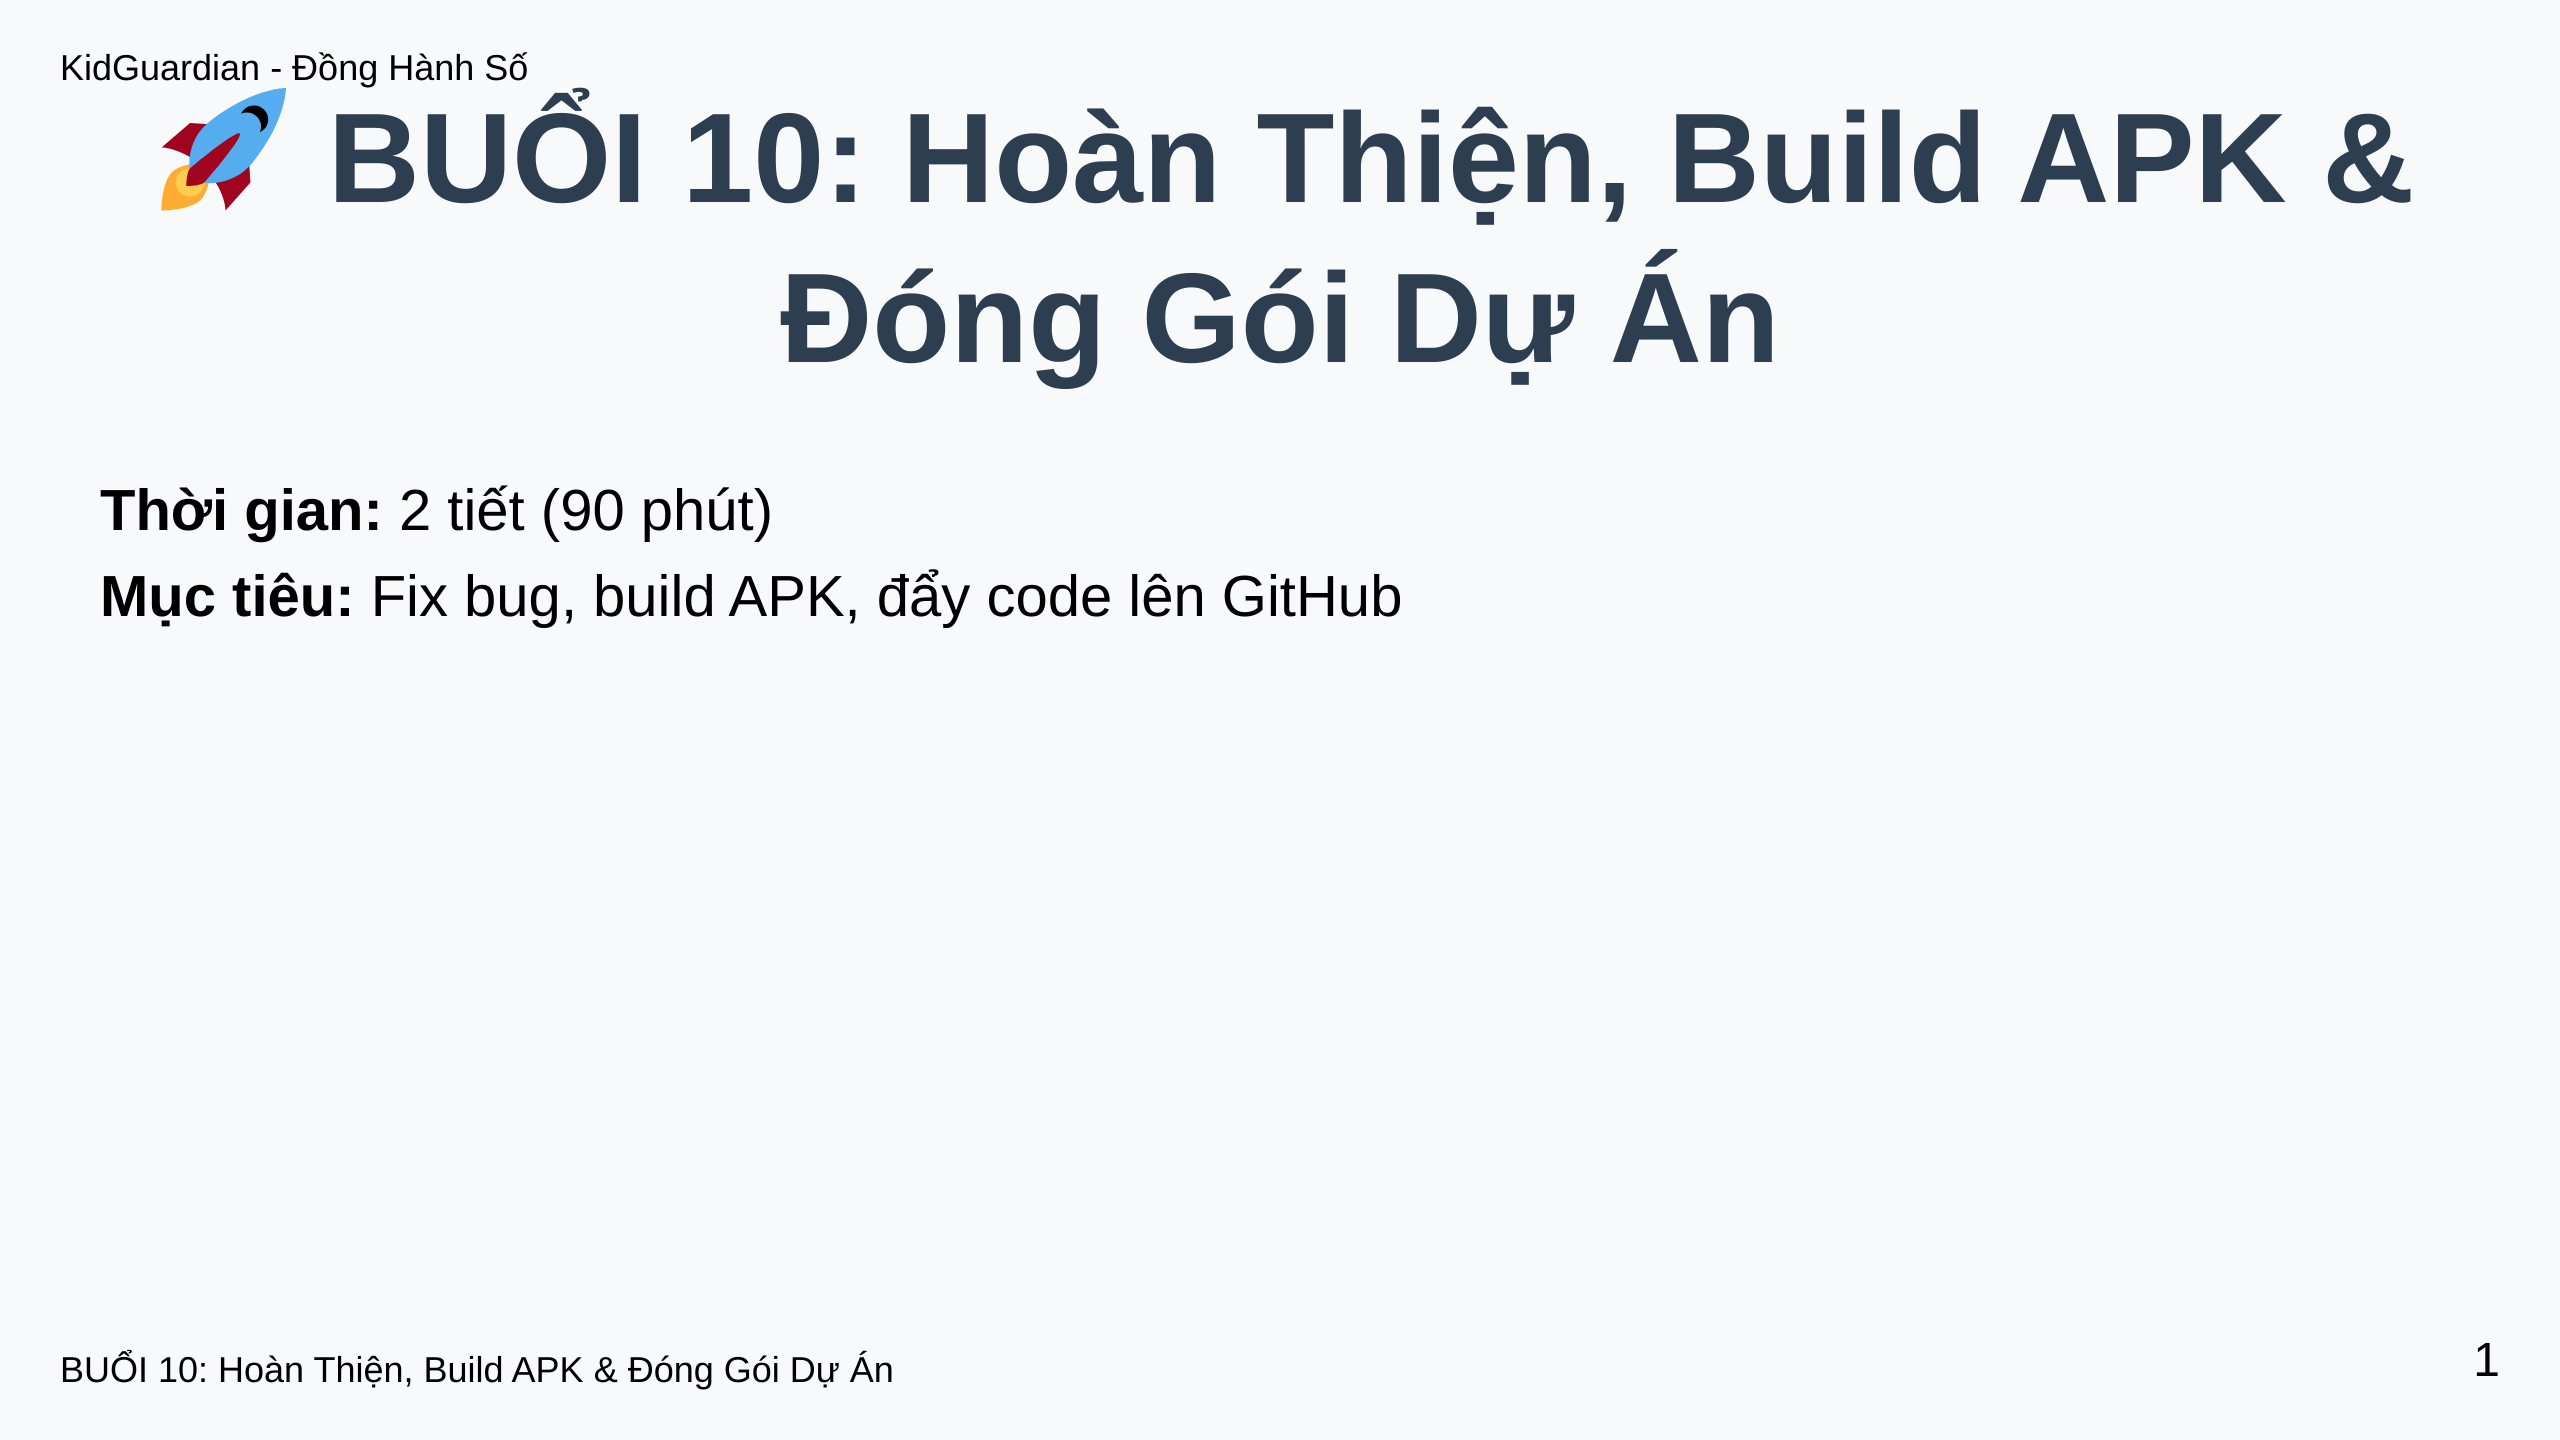 KidGuardian - Đồng Hành Số
🚀 BUỔI 10: Hoàn Thiện, Build APK &
Đóng Gói Dự Án
Thời gian: 2 tiết (90 phút)
Mục tiêu: Fix bug, build APK, đẩy code lên GitHub
BUỔI 10: Hoàn Thiện, Build APK & Đóng Gói Dự Án
1